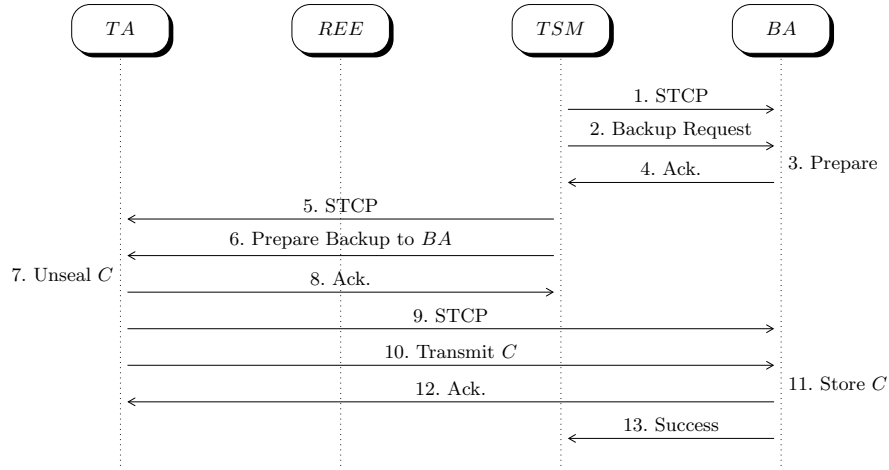 TA
REE
TSM
BA
1. STCP
2. Backup Request
3. Prepare
4. Ack.
5. STCP
6. Prepare Backup to BA
7. Unseal C
8. Ack.
9. STCP
10. Transmit C
11. Store C
12. Ack.
13. Success